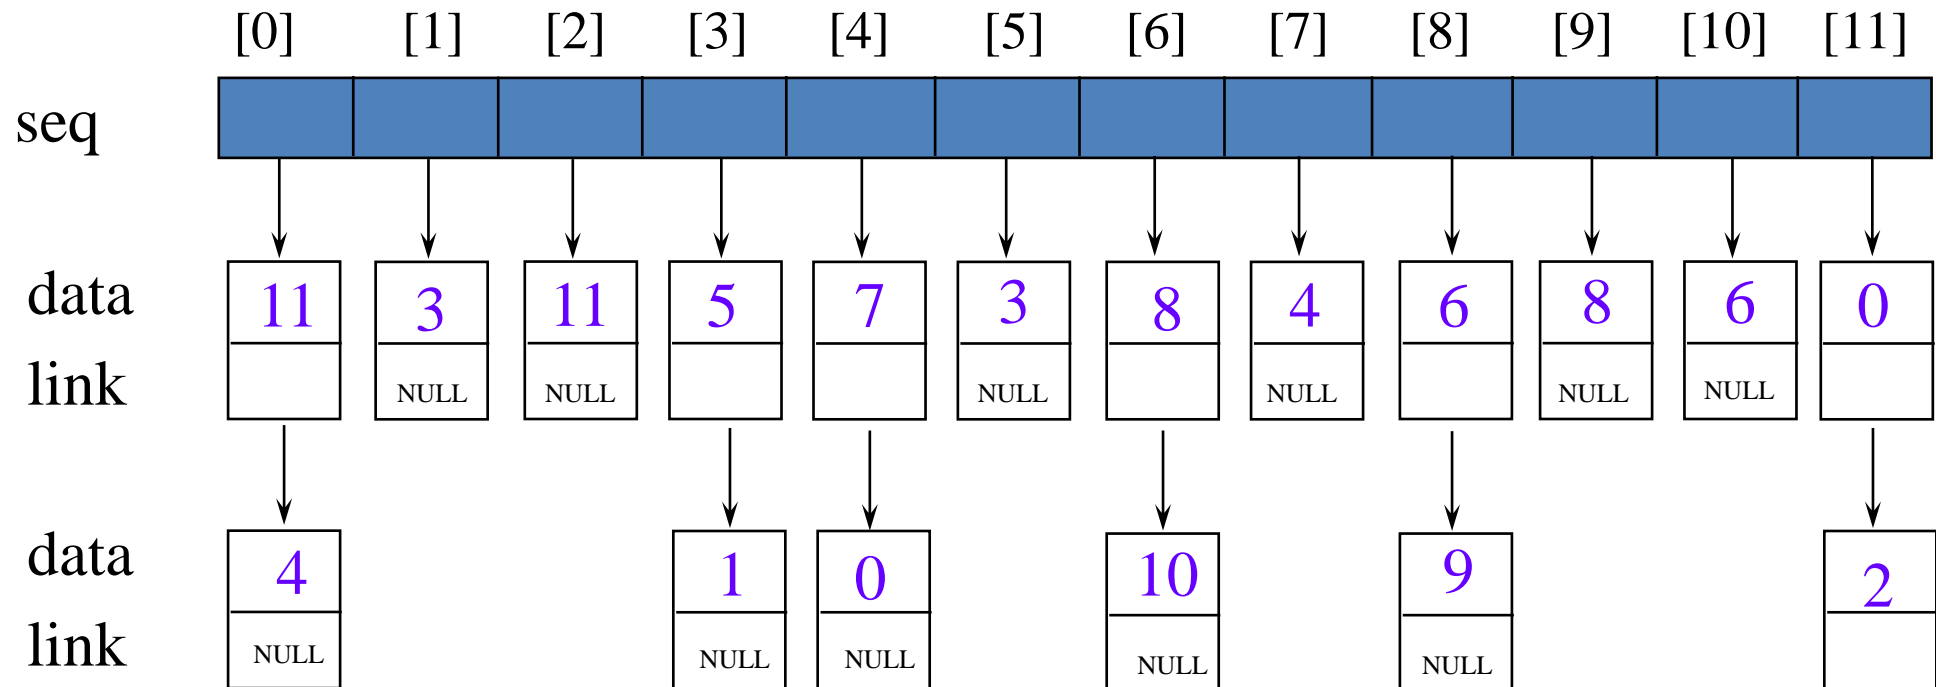 [0] [1] [2] [3] [4] [5] [6] [7] [8] [9] [10] [11]
seq
data 11 3 11 5 7 3 8 4 6 8 6 0
link NULL NULL NULL NULL NULL NULL
data 4 1 0 10 9 2
link NULL NULL NULL NULL NULL